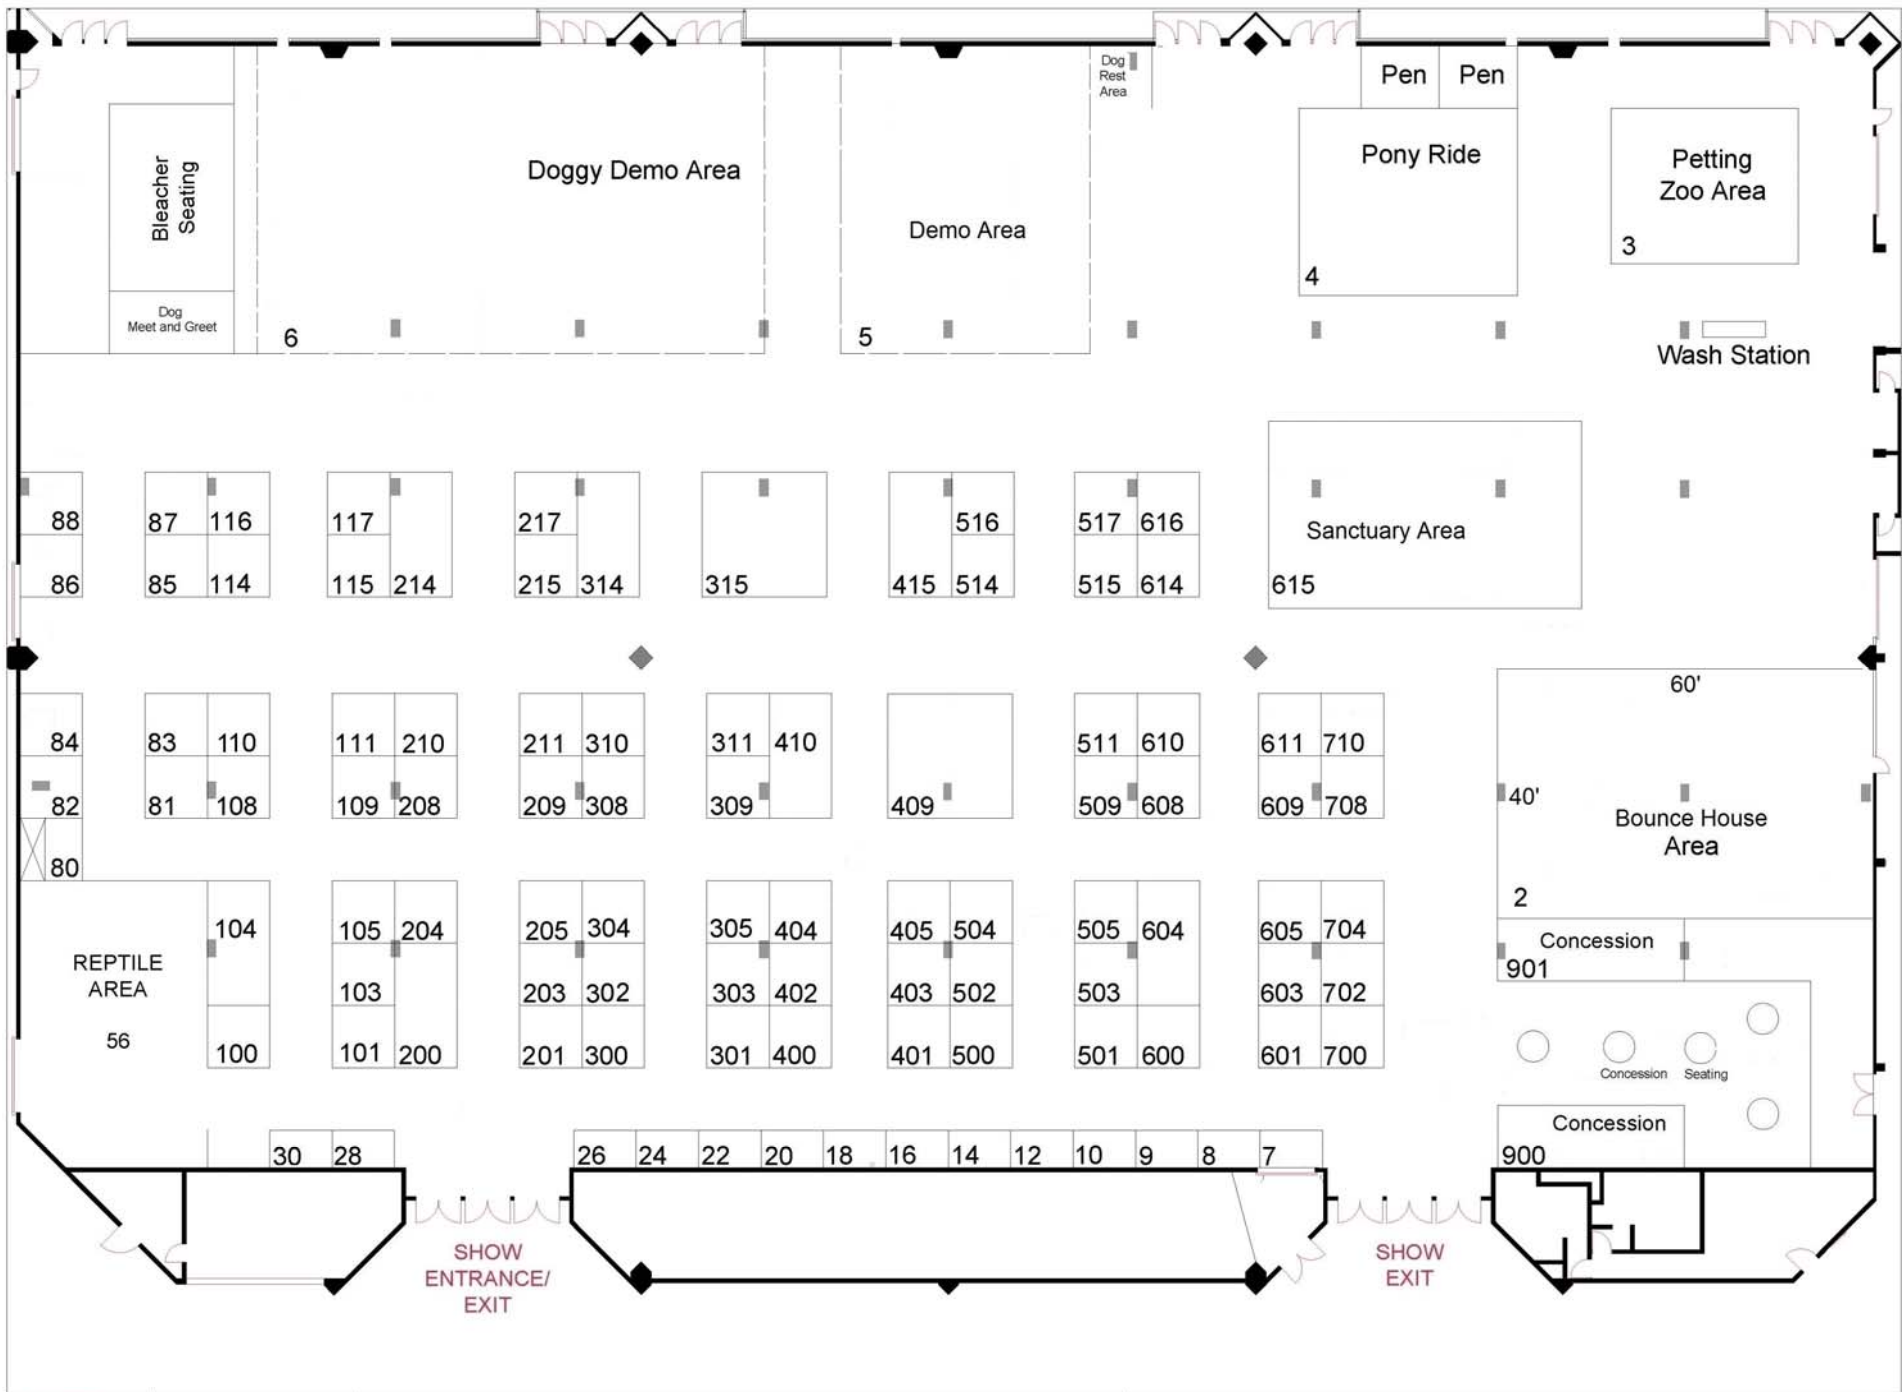 Dog
Rest
Area
Pen Pen
Bleacher
Seating
Doggy Demo Area
Demo Area
Pony Ride
Petting
Zoo Area
3
4
Dog
Meet and Greet
6
5
Wash Station
88 87 116 117 217 516 517 616
Sanctuary Area
86 85 114 115 214 215 314 315 415 514 515 614 615
60'
84 83 110 111 210 211 310 311 410 511 610 611 710
40'
82 81 108 109 208 209 308 309 409 509 608 609 708
Bounce House
Area
80
2
104 105 204 205 304 305 404 405 504 505 604 605 704
Concession
901
REPTILE
AREA
56
103 203 302 303 402 403 502 503 603 702
100 101 200 201 300 301 400 401 500 501 600 601 700
Concession Seating
Concession
900
30 28 26 24 22 20 18 16 14 12 10 9 8 7
SHOW
ENTRANCE/
EXIT
SHOW
EXIT